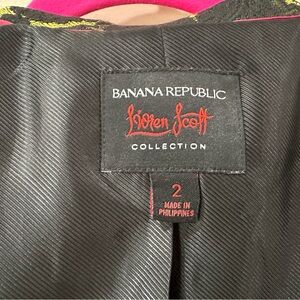 BANANA REPUBLIC
L'Wren Scott
COLLECTION
2
MADE IN
PHILIPPINES